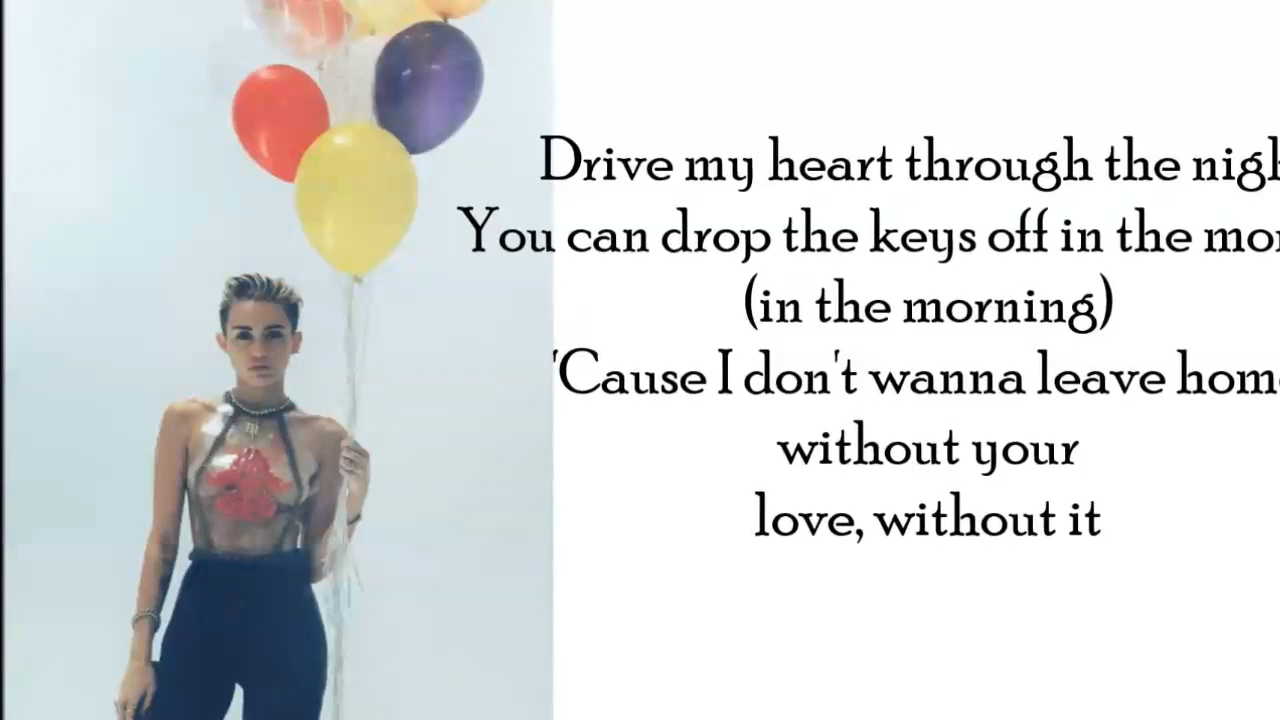 Drive my heart through the nigh
You can drop the keys off in the mor
(in the morning)
'Cause I don't wanna leave home
without your
love, without it